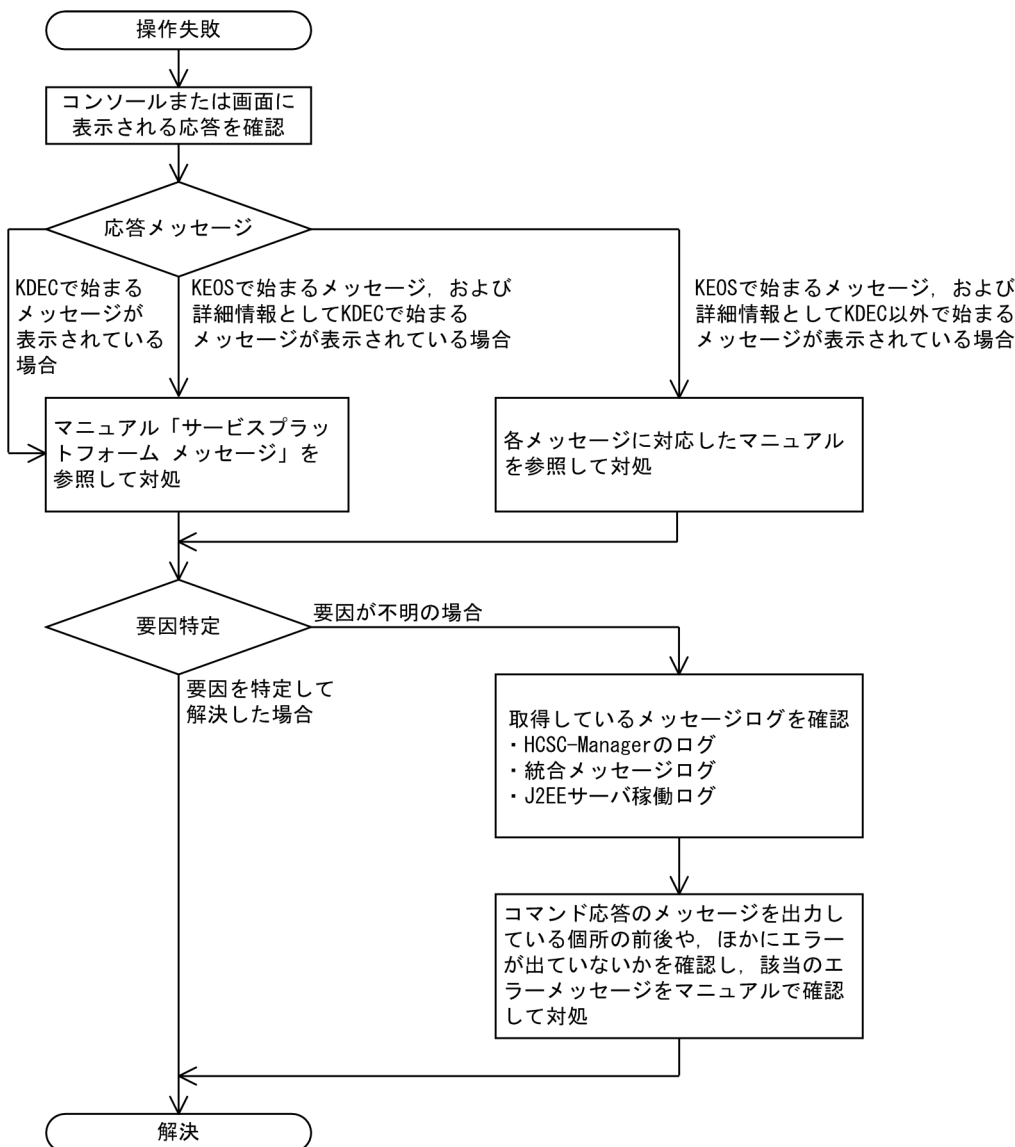 操作失敗
コンソールまたは画面に
表示される応答を確認
応答メッセージ
KDECで始まる
メッセージが
表示されている
場合
KEOSで始まるメッセージ，および
詳細情報としてKDECで始まる
メッセージが表示されている場合
KEOSで始まるメッセージ，および
詳細情報としてKDEC以外で始まる
メッセージが表示されている場合
マニュアル「サービスプラッ
トフォーム メッセージ」を
参照して対処
各メッセージに対応したマニュアル
を参照して対処
要因特定
要因が不明の場合
要因を特定して
解決した場合
取得しているメッセージログを確認
・HCSC-Managerのログ
・統合メッセージログ
・J2EEサーバ稼働ログ
コマンド応答のメッセージを出力し
ている個所の前後や，ほかにエラー
が出ていないかを確認し，該当のエ
ラーメッセージをマニュアルで確認
して対処
解決